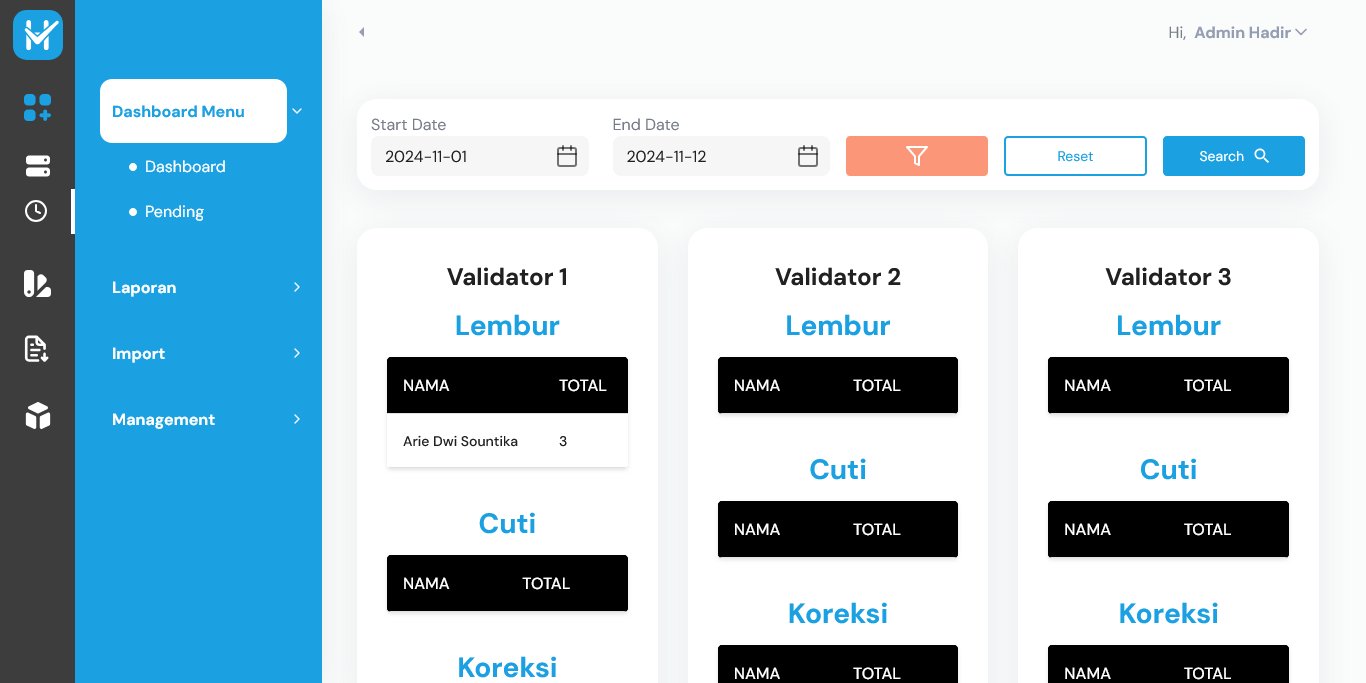 Hi, Admin Hadir
Dashboard Menu
Dashboard
Pending
Laporan
Import
Management
Start Date
2024-11-01
End Date
2024-11-12
Reset
Search
Validator 1
Lembur
NAMA TOTAL
Arie Dwi Sountika 3
Cuti
NAMA TOTAL
Koreksi
Validator 2
Lembur
NAMA TOTAL
Cuti
NAMA TOTAL
Koreksi
NAMA TOTAL
Validator 3
Lembur
NAMA TOTAL
Cuti
NAMA TOTAL
Koreksi
NAMA TOTAL